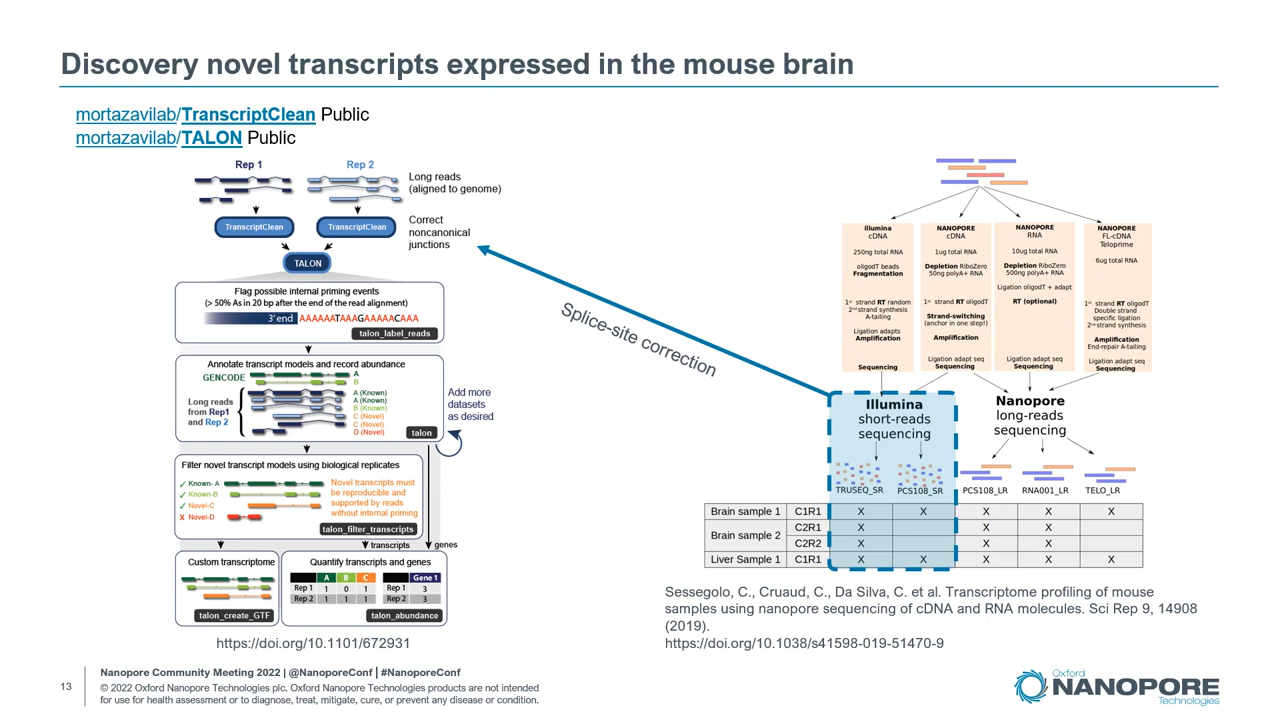 Discovery novel transcripts expressed in the mouse brain
mortazavilab/TranscriptClean Public
mortazavilab/TALON Public
Rep 1
Rep 2
Long reads
(aligned to genome)
TranscriptClean
TranscriptClean
Correct
noncanonical
junctions
TALON
Flag possible internal priming events
(> 50% As in 20 bp after the end of the read alignment)
3' end AAAAAATAAAGAAAAACAAA
talon_label_reads
Annotate transcript models and record abundance
GENCODE
A
B
Long reads
from Rep1
and Rep 2
A (Known)
A (Known)
B (Known)
C (Novel)
C (Novel)
D (Novel)
talon
Add more
datasets
as desired
Filter novel transcript models using biological replicates
✓ Known- A
✓ Known-B
✓ Novel-C
X Novel-D
Novel transcripts must
be reproducible and
supported by reads
without internal priming
talon_filter_transcripts
transcripts
genes
Custom transcriptome
talon_create_GTF
Quantify transcripts and genes
A B C
Rep 1 1 0 1
Rep 2 1 1 1
Gene 1
Rep 1 3
Rep 2 3
talon_abundance
https://doi.org/10.1101/672931
Splice-site correction
illumina
cDNA
250ng total RNA
oligodT beads
Fragmentation
1st strand RT random
2nd strand synthesis
A-tailing
Ligation adapts
Amplification
Sequencing
NANOPORE
cDNA
1ug total RNA
Depletion RiboZero
50ng polyA+ RNA
1st strand RT oligodT
Strand-switching
(anchor in one step!)
Amplification
Ligation adapt seq
Sequencing
NANOPORE
RNA
10ug total RNA
Depletion RiboZero
500ng polyA+ RNA
Ligation oligodT + adapt
RT (optional)
Ligation adapt seq
Sequencing
NANOPORE
FL-cDNA
Teloprime
6ug total RNA
1st strand RT oligodT
Double strand
specific ligation
2nd strand synthesis
Amplification
End-repair A-tailing
Ligation adapt seq
Sequencing
Illumina
short-reads
sequencing
Nanopore
long-reads
sequencing
TRUSEQ_SR PCS108_SR PCS108_LR RNA001_LR TELO_LR
Brain sample 1 C1R1 X X X X X
Brain sample 2 C2R1 X X X
C2R2 X X X
Liver Sample 1 C1R1 X X X X X
Sessegolo, C., Cruaud, C., Da Silva, C. et al. Transcriptome profiling of mouse
samples using nanopore sequencing of cDNA and RNA molecules. Sci Rep 9, 14908
(2019).
https://doi.org/10.1038/s41598-019-51470-9
13
Nanopore Community Meeting 2022 | @NanoporeConf | #NanoporeConf
© 2022 Oxford Nanopore Technologies plc. Oxford Nanopore Technologies products are not intended
for use for health assessment or to diagnose, treat, mitigate, cure, or prevent any disease or condition.
Oxford
NANOPORE
Technologies